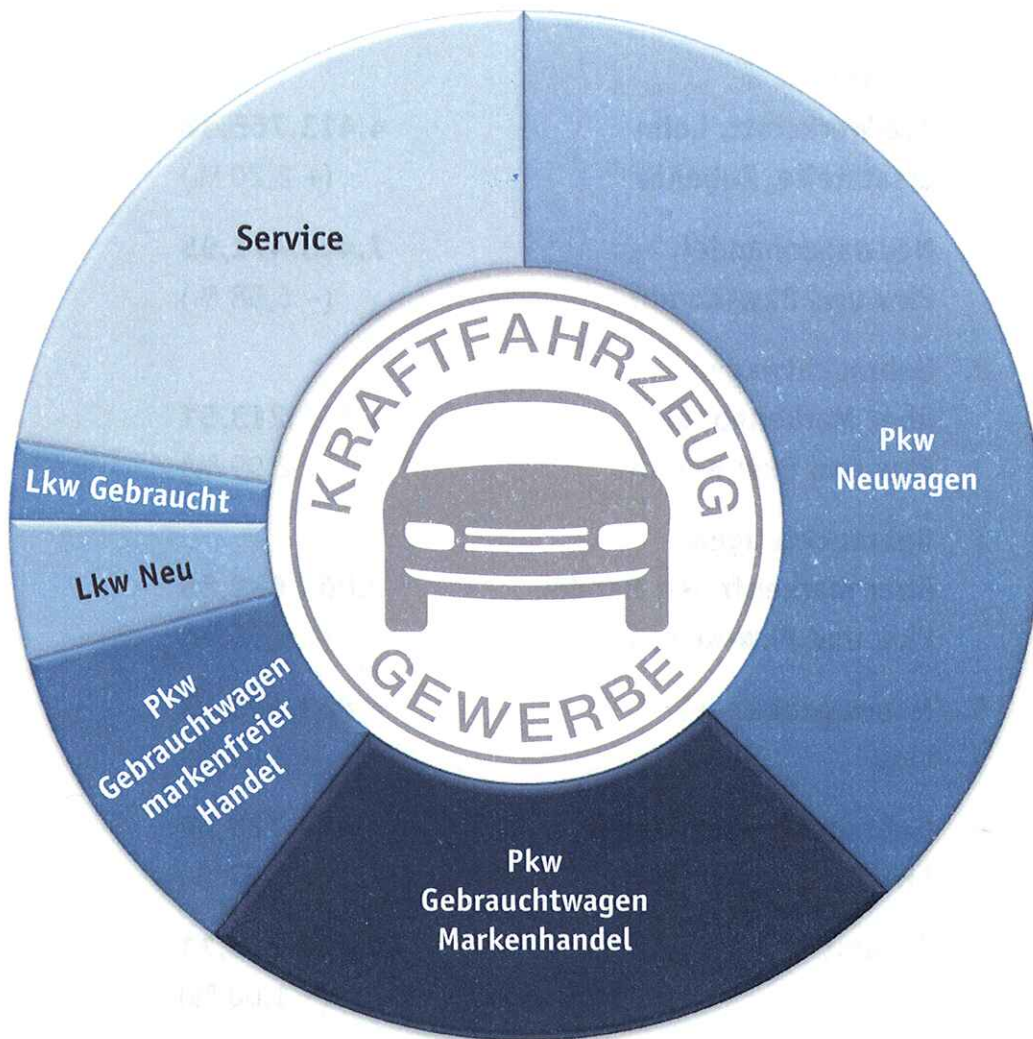 Service
Pkw
Neuwagen
Lkw Gebraucht
Lkw Neu
Pkw
Gebrauchtwagen
markenfreier
Handel
Pkw
Gebrauchtwagen
Markenhandel
KRAFTFAHRZEUG
GEWERBE